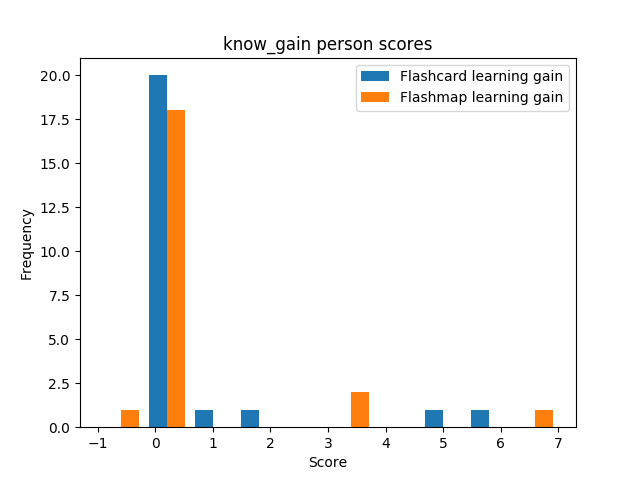 know_gain person scores
Flashcard learning gain
Flashmap learning gain
20.0
17.5
15.0
12.5
10.0
7.5
5.0
2.5
0.0
Frequency
−1 0 1 2 3 4 5 6 7
Score